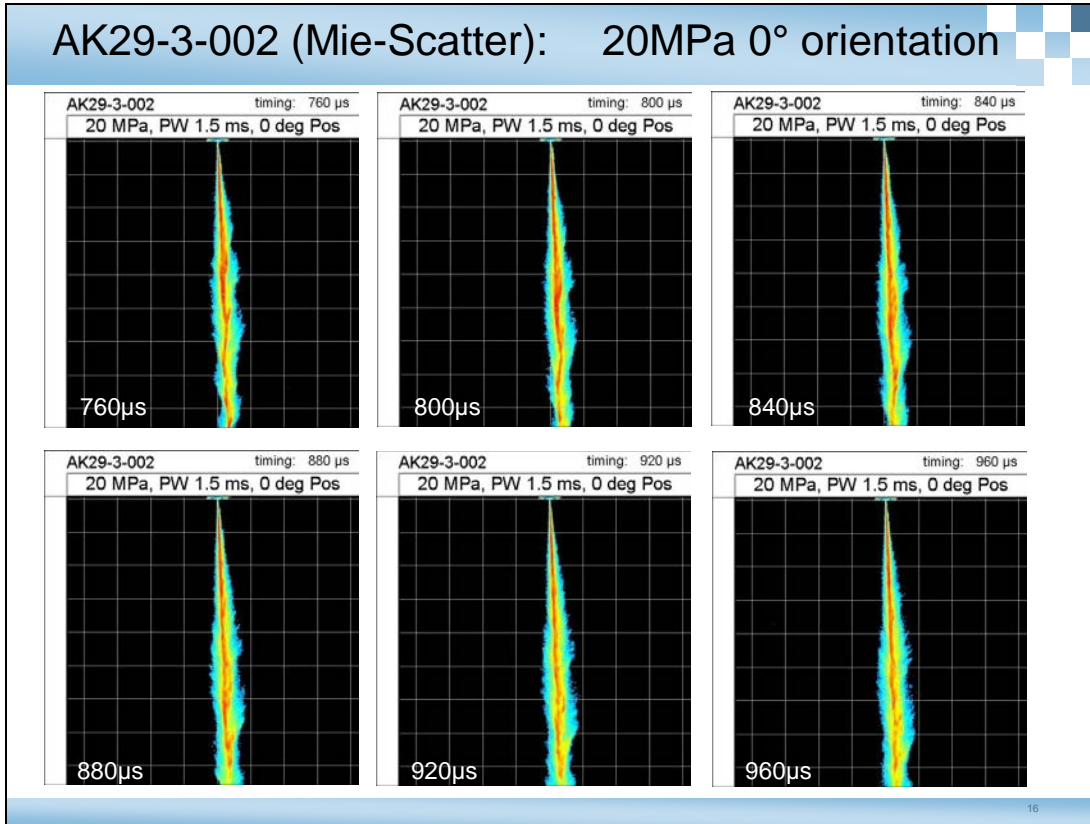 AK29-3-002 (Mie-Scatter): 20MPa 0° orientation
AK29-3-002 timing: 760 µs
20 MPa, PW 1.5 ms, 0 deg Pos
760µs
AK29-3-002 timing: 800 µs
20 MPa, PW 1.5 ms, 0 deg Pos
800µs
AK29-3-002 timing: 840 µs
20 MPa, PW 1.5 ms, 0 deg Pos
840µs
AK29-3-002 timing: 880 µs
20 MPa, PW 1.5 ms, 0 deg Pos
880µs
AK29-3-002 timing: 920 µs
20 MPa, PW 1.5 ms, 0 deg Pos
920µs
AK29-3-002 timing: 960 µs
20 MPa, PW 1.5 ms, 0 deg Pos
960µs
16